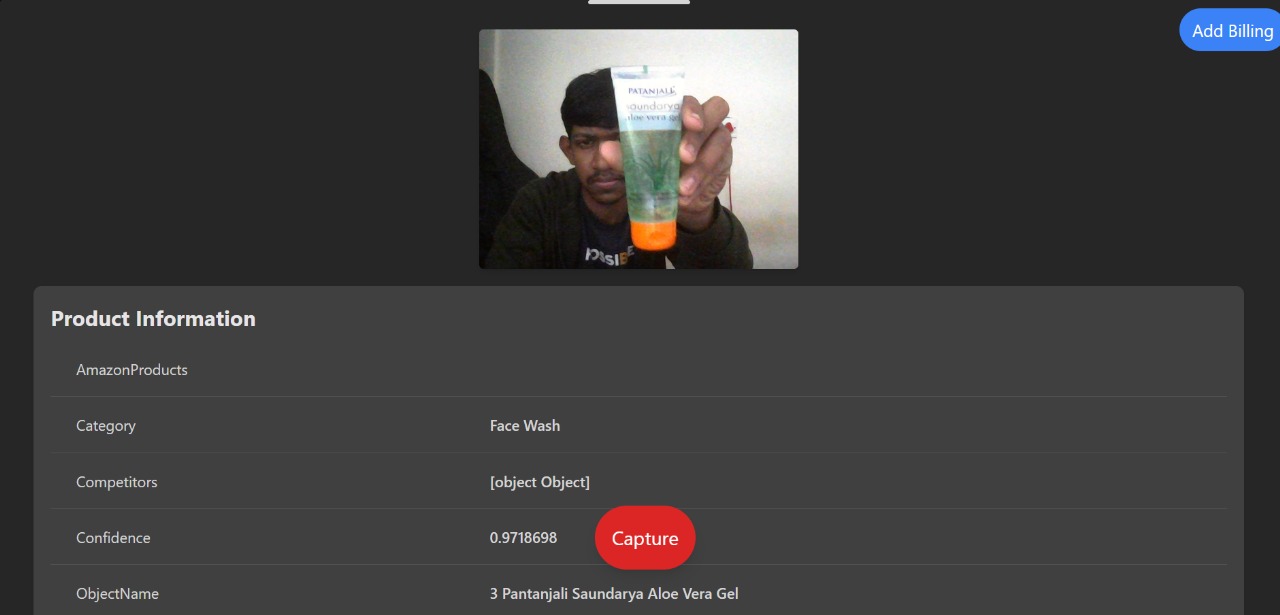 Add Billing
PATANJALI
saundarya
aloe vera gel
Product Information
AmazonProducts
Category Face Wash
Competitors [object Object]
Confidence 0.9718698
Capture
ObjectName 3 Pantanjali Saundarya Aloe Vera Gel